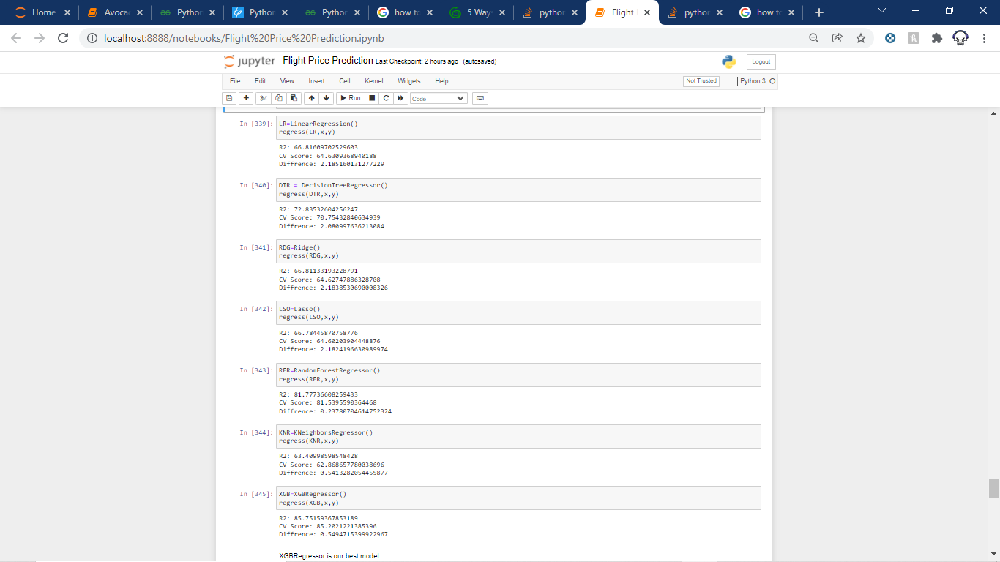 Home
Avoca
Python
Python
Python
how to
5 Way
python
Flight
python
how to
localhost:8888/notebooks/Flight%20Price%20Prediction.ipynb
jupyter Flight Price Prediction Last Checkpoint: 2 hours ago (autosaved)
Logout
File Edit View Insert Cell Kernel Widgets Help
Not Trusted
Python 3
Run
Code
In [339]: LR=LinearRegression()
regress(LR,x,y)
R2: 66.81609702529603
CV Score: 64.6309368940188
Diffrence: 2.185160131277229
In [340]: DTR = DecisionTreeRegressor()
regress(DTR,x,y)
R2: 72.83532604256247
CV Score: 70.75432840634939
Diffrence: 2.080997636213084
In [341]: RDG=Ridge()
regress(RDG,x,y)
R2: 66.81133193228791
CV Score: 64.62747886328708
Diffrence: 2.1838530690008326
In [342]: LSO=Lasso()
regress(LSO,x,y)
R2: 66.78445870758776
CV Score: 64.60203904448876
Diffrence: 2.1824196630989974
In [343]: RFR=RandomForestRegressor()
regress(RFR,x,y)
R2: 81.77736608259433
CV Score: 81.5395590364468
Diffrence: 0.23780704614752324
In [344]: KNR=KNeighborsRegressor()
regress(KNR,x,y)
R2: 63.40998598548428
CV Score: 62.868657780038696
Diffrence: 0.5413282054455877
In [345]: XGB=XGBRegressor()
regress(XGB,x,y)
R2: 85.75159367853189
CV Score: 85.2021221385396
Diffrence: 0.5494715399922967
XGBRegressor is our best model